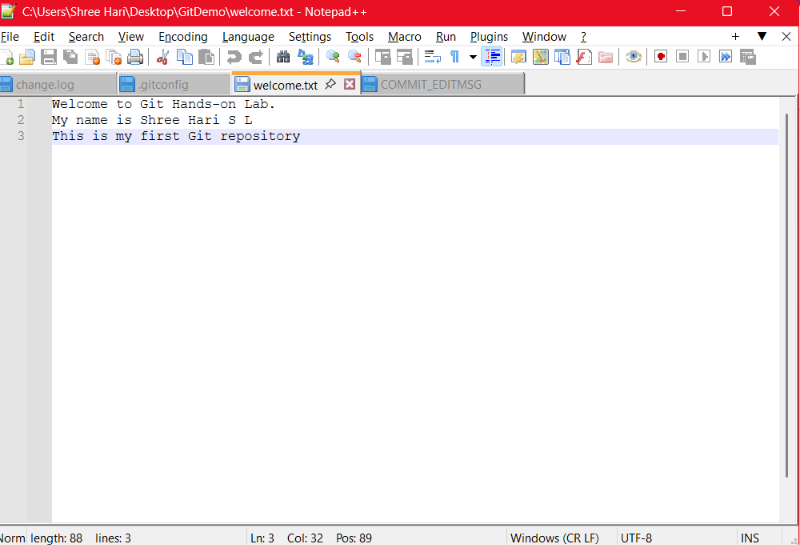 C:\Users\Shree Hari\Desktop\GitDemo\welcome.txt - Notepad++
File Edit Search View Encoding Language Settings Tools Macro Run Plugins Window ?
change.log .gitconfig welcome.txt COMMIT_EDITMSG
1 Welcome to Git Hands-on Lab.
2 My name is Shree Hari S L
3 This is my first Git repository
Norm length: 88 lines: 3 Ln: 3 Col: 32 Pos: 89 Windows (CR LF) UTF-8 INS